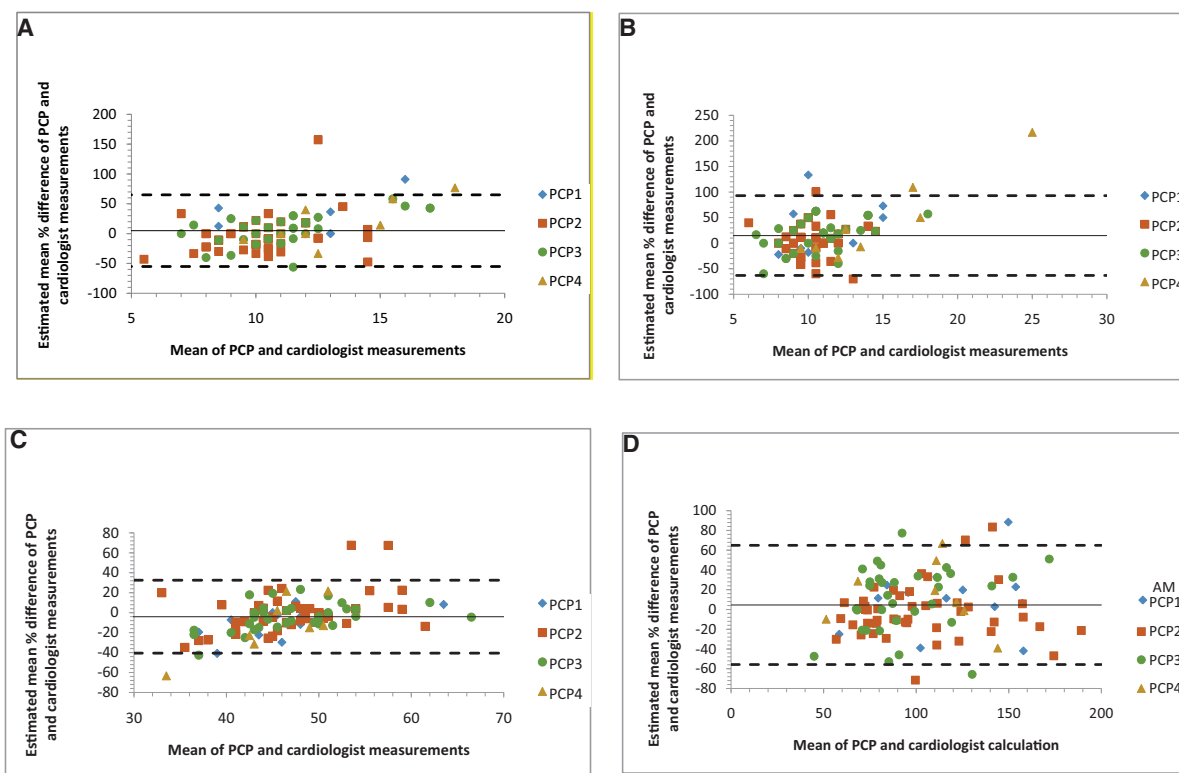 A
Estimated mean % difference of PCP and
cardiologist measurements
200
150
100
50
0
-50
-100
5
10
15
20
Mean of PCP and cardiologist measurements
PCP1
PCP2
PCP3
PCP4
B
Estimated mean % difference of PCP and
cardiologist measurements
250
200
150
100
50
0
-50
-100
5
10
15
20
25
30
Mean of PCP and cardiologist measurements
PCP1
PCP2
PCP3
PCP4
C
Estimated mean % difference of PCP
and cardiologist measurements
80
60
40
20
0
-20
-40
-60
-80
30
40
50
60
70
Mean of PCP and cardiologist measurements
PCP1
PCP2
PCP3
PCP4
D
Estimated mean % difference of PCP
and cardiologist measurements
100
80
60
40
20
0
-20
-40
-60
-80
0
50
100
150
200
Mean of PCP and cardiologist calculation
AM
PCP1
PCP2
PCP3
PCP4